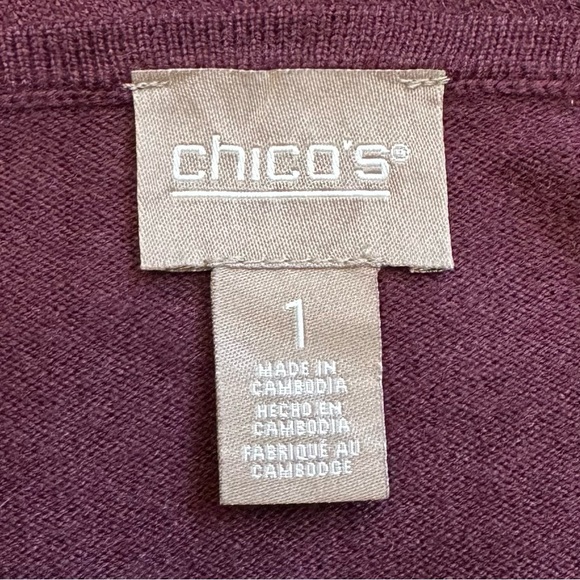 chico's®
1
MADE IN
CAMBODIA
HECHO EN
CAMBODIA
FABRIQUÉ AU
CAMBODGE